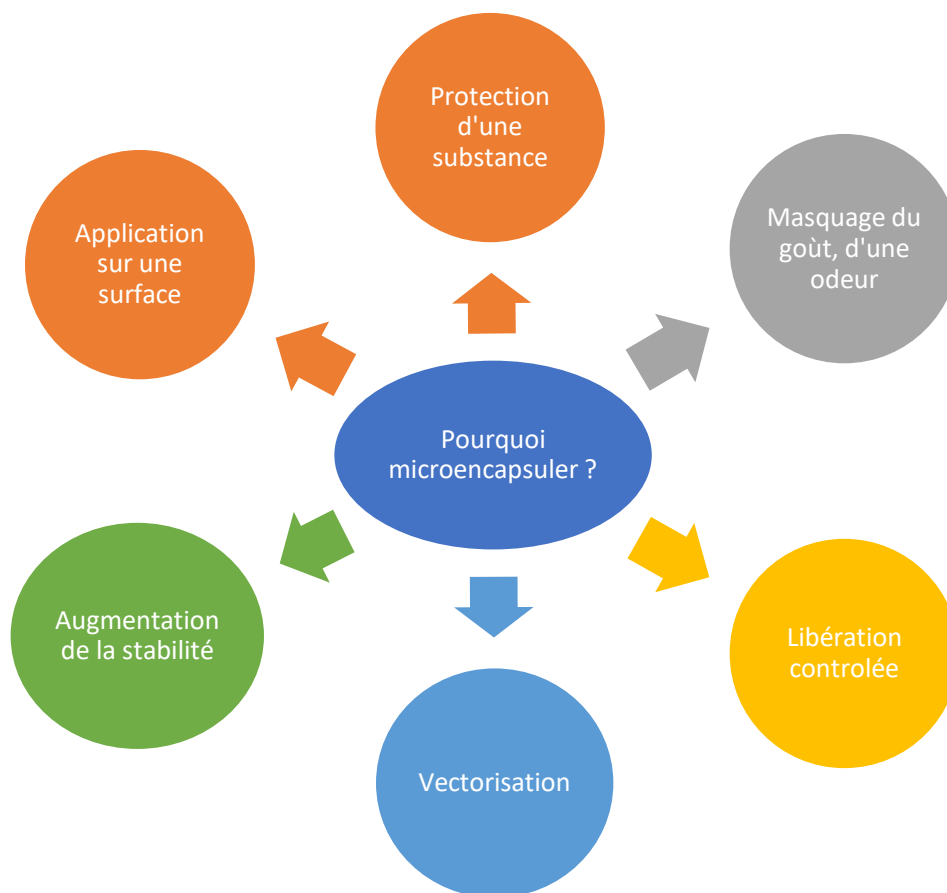 Protection
d'une
substance
Application
sur une
surface
Masquage du
goùt, d'une
odeur
Pourquoi
microencapsuler ?
Augmentation
de la stabilité
Libération
controlée
Vectorisation